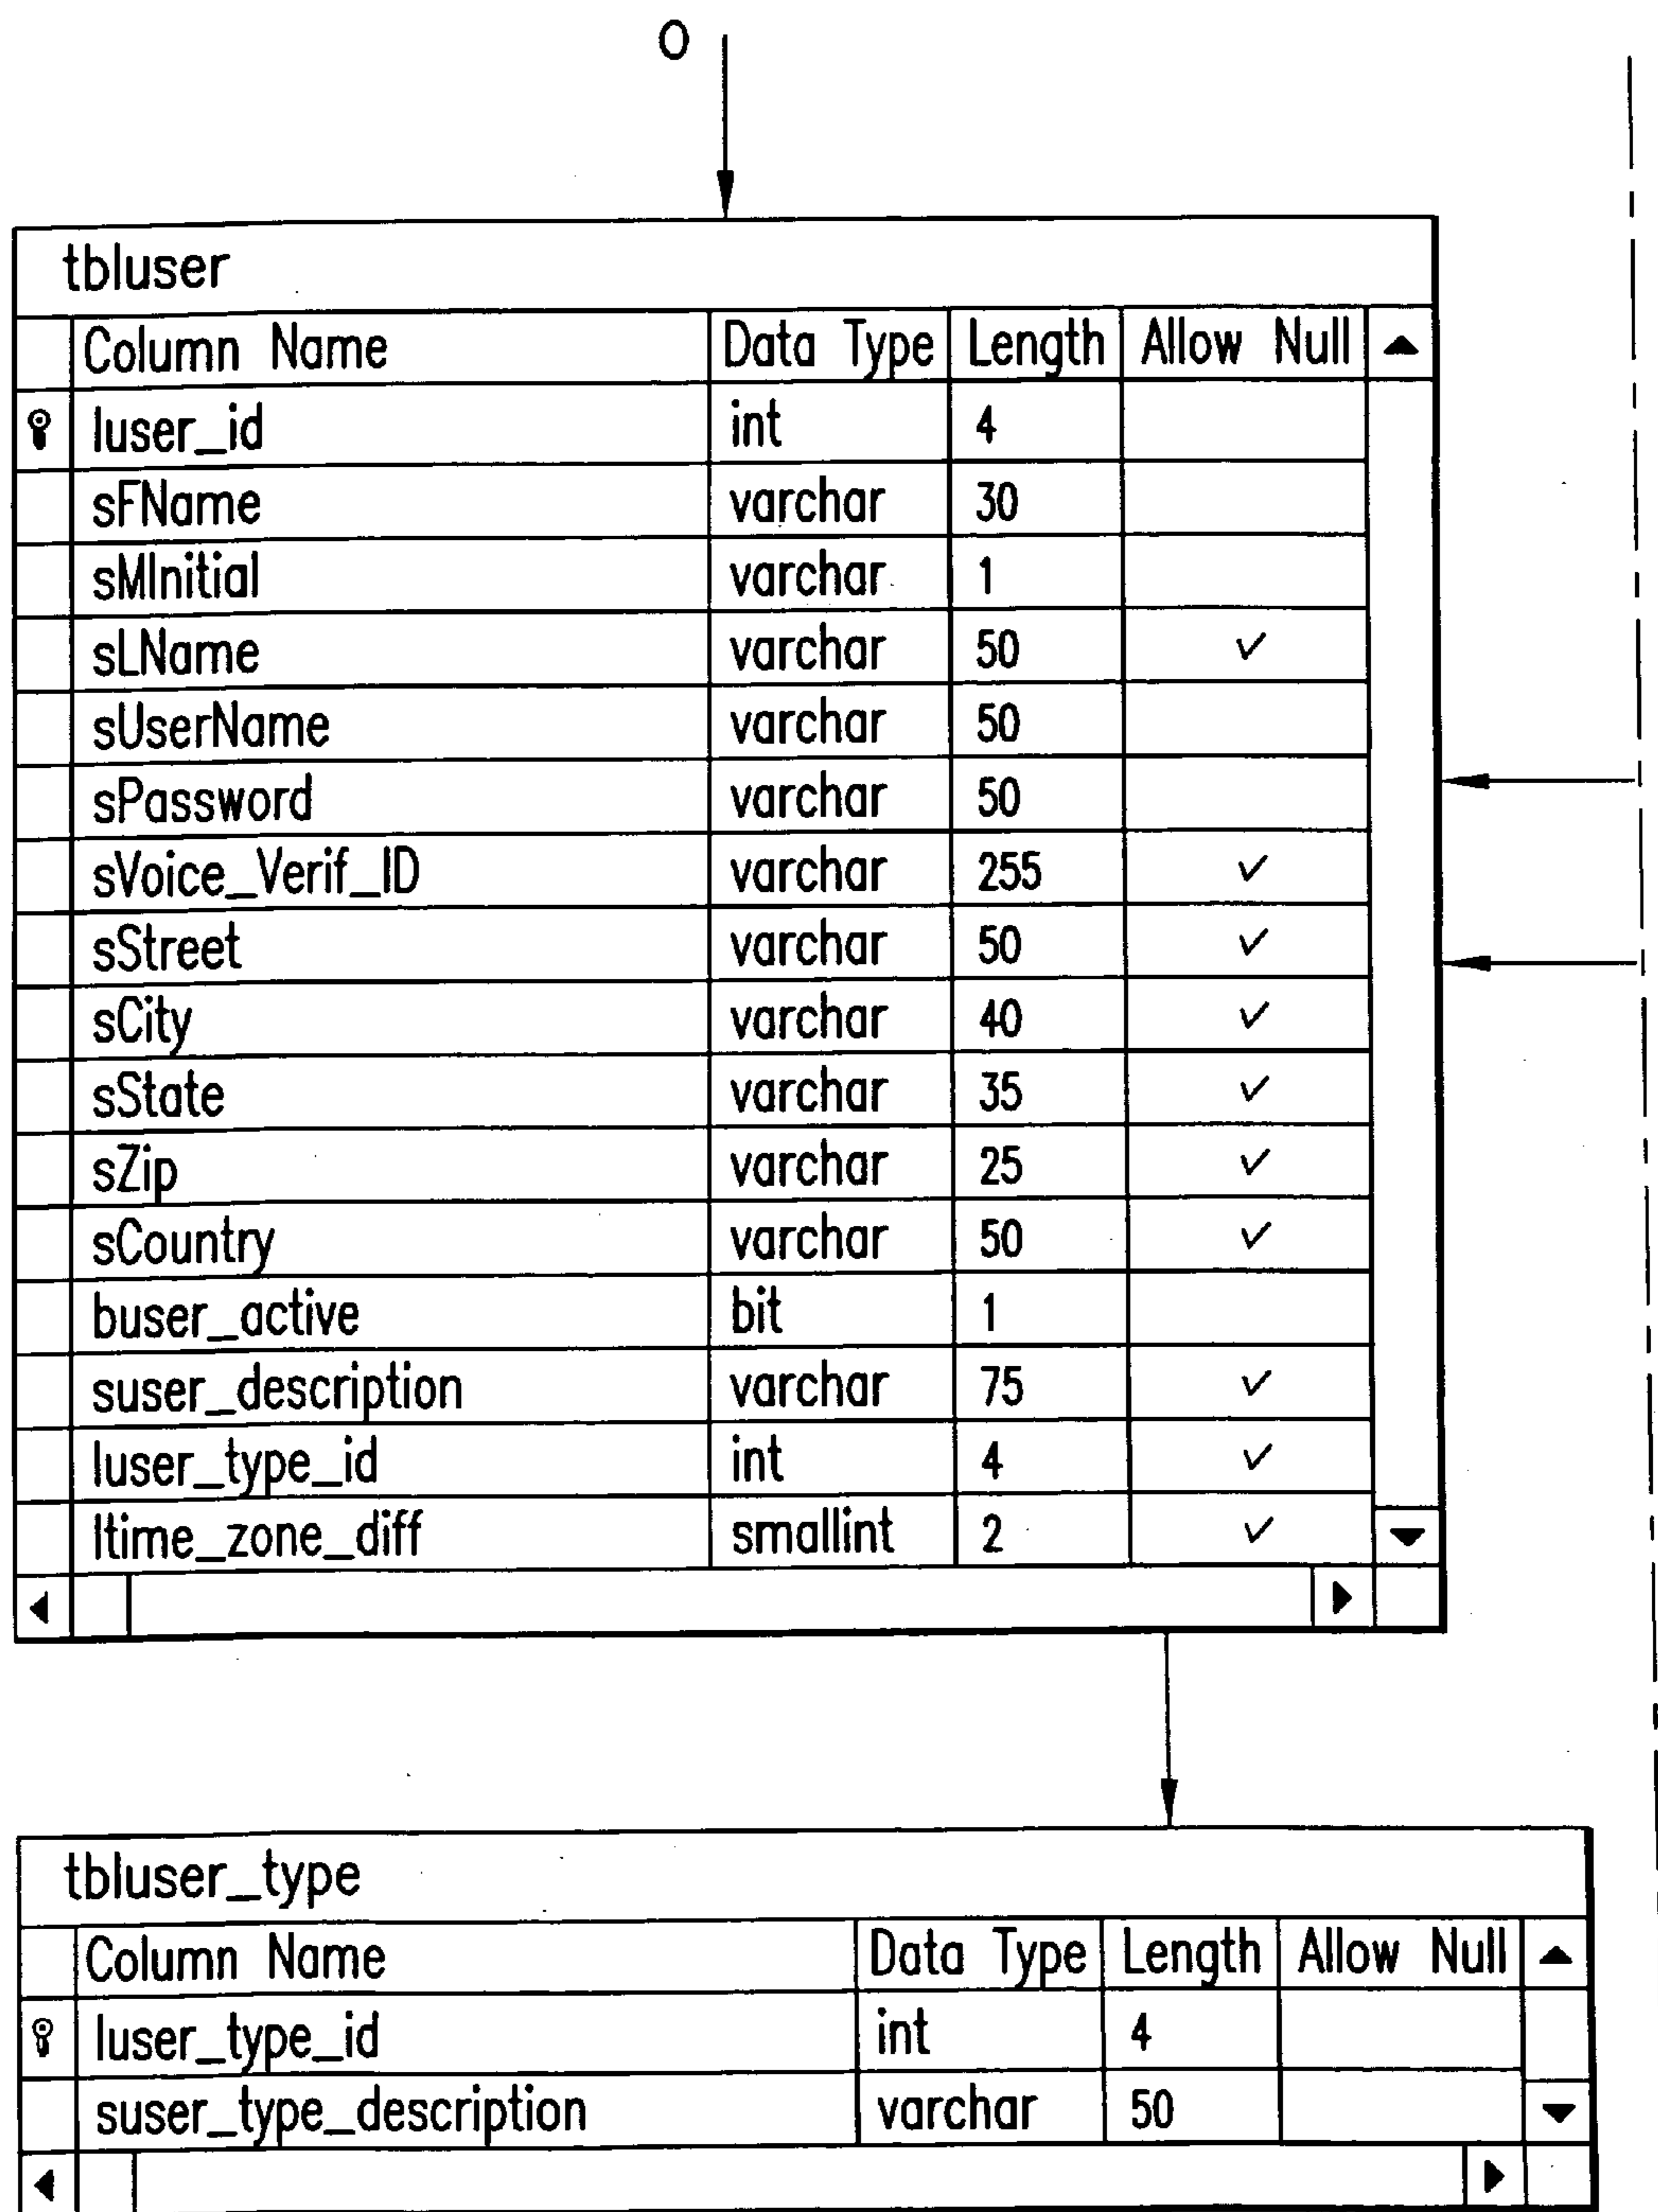 O
tbluser
Column Name Data Type Length Allow Null
luser_id int 4
sFName varchar 30
sMInitial varchar 1
sLName varchar 50 ✓
sUserName varchar 50
sPassword varchar 50
sVoice_Verif_ID varchar 255 ✓
sStreet varchar 50 ✓
sCity varchar 40 ✓
sState varchar 35 ✓
sZip varchar 25 ✓
sCountry varchar 50 ✓
buser_active bit 1
suser_description varchar 75 ✓
luser_type_id int 4 ✓
ltime_zone_diff smallint 2 ✓
tbluser_type
Column Name Data Type Length Allow Null
luser_type_id int 4
suser_type_description varchar 50